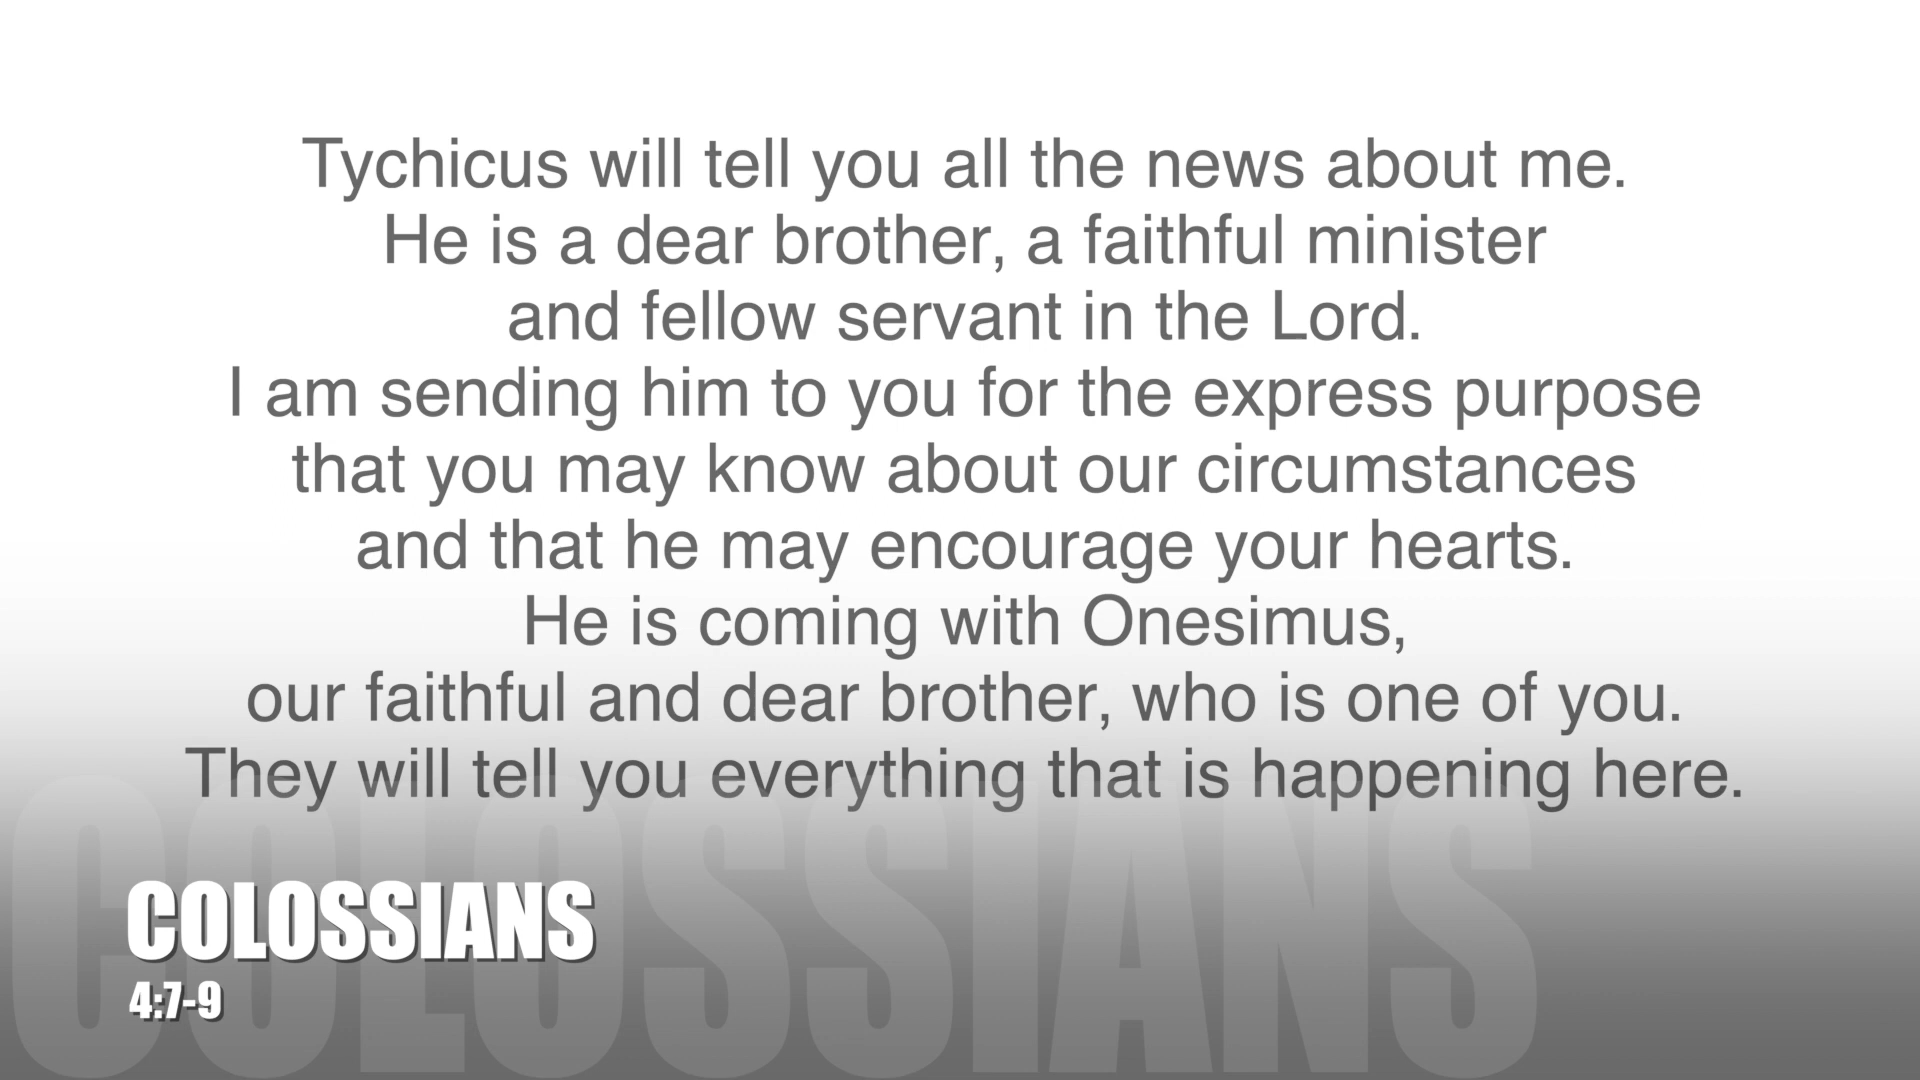 Tychicus will tell you all the news about me.
He is a dear brother, a faithful minister
and fellow servant in the Lord.
I am sending him to you for the express purpose
that you may know about our circumstances
and that he may encourage your hearts.
He is coming with Onesimus,
our faithful and dear brother, who is one of you.
They will tell you everything that is happening here.
COLOSSIANS
COLOSSIANS
4:7-9